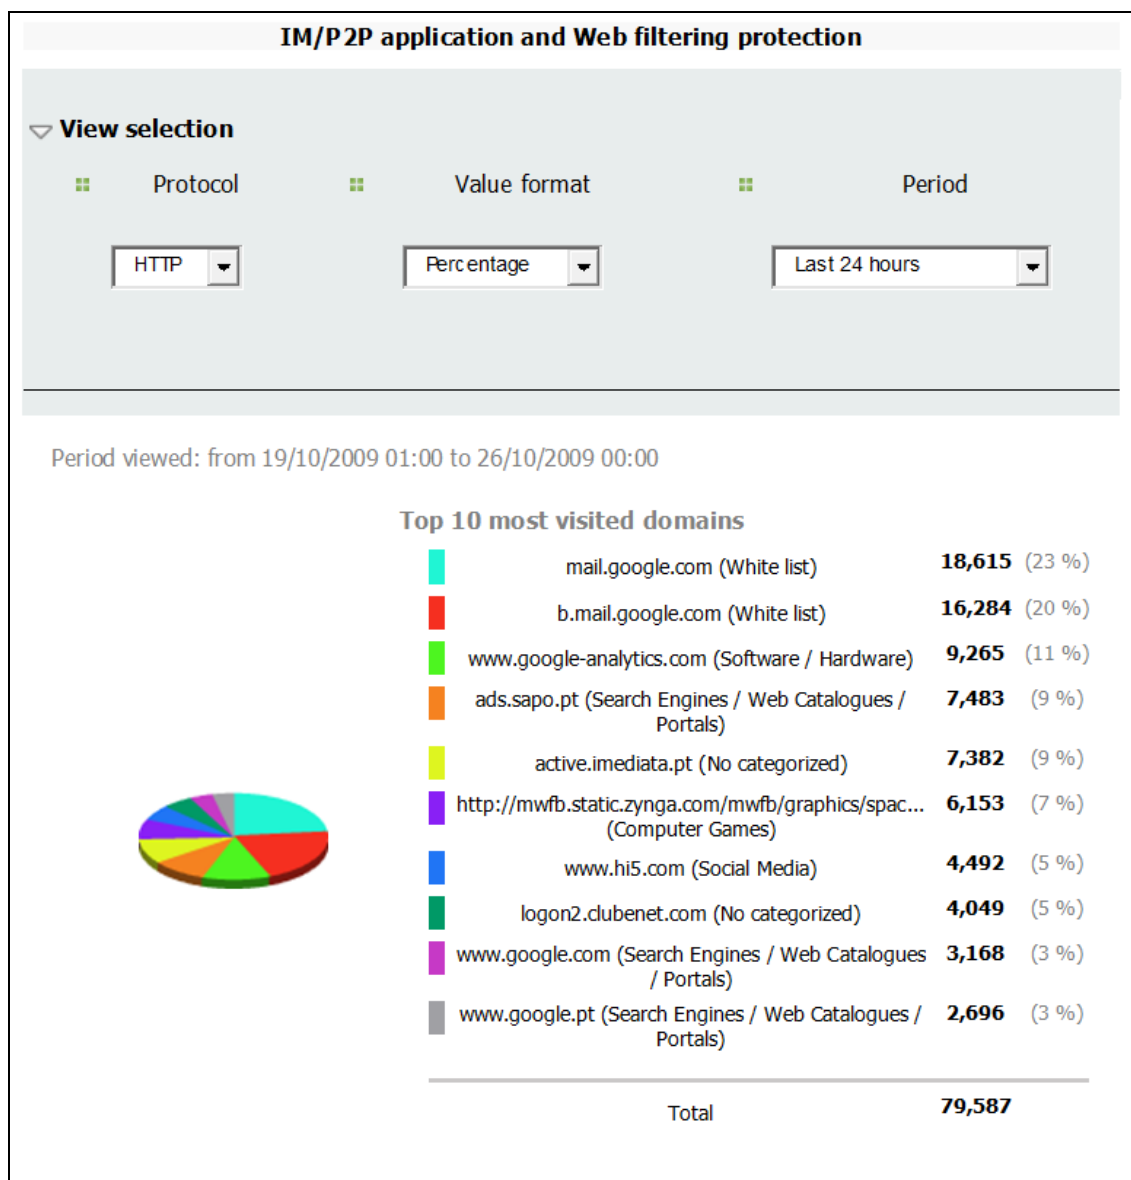 IM/P2P application and Web filtering protection
View selection
Protocol
Value format
Period
HTTP
Percentage
Last 24 hours
Period viewed: from 19/10/2009 01:00 to 26/10/2009 00:00
Top 10 most visited domains
mail.google.com (White list) 18,615 (23 %)
b.mail.google.com (White list) 16,284 (20 %)
www.google-analytics.com (Software / Hardware) 9,265 (11 %)
ads.sapo.pt (Search Engines / Web Catalogues / 7,483 (9 %)
Portals)
active.imediata.pt (No categorized) 7,382 (9 %)
http://mwfb.static.zynga.com/mwfb/graphics/spac... 6,153 (7 %)
(Computer Games)
www.hi5.com (Social Media) 4,492 (5 %)
logon2.clubenet.com (No categorized) 4,049 (5 %)
www.google.com (Search Engines / Web Catalogues 3,168 (3 %)
/ Portals)
www.google.pt (Search Engines / Web Catalogues / 2,696 (3 %)
Portals)
Total 79,587